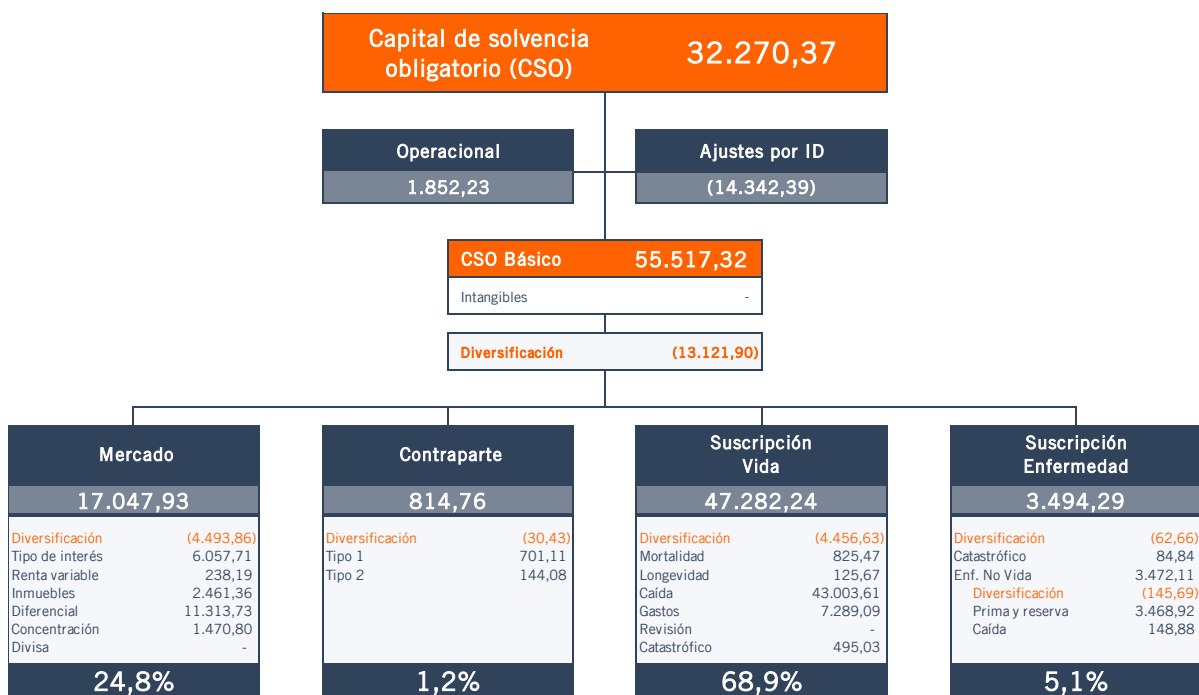 Capital de solvencia
obligatorio (CSO)
32.270,37
Operacional
1.852,23
Ajustes por ID
(14.342,39)
CSO Básico 55.517,32
Intangibles -
Diversificación (13.121,90)
Mercado
17.047,93
Diversificación (4.493,86)
Tipo de interés 6.057,71
Renta variable 238,19
Inmuebles 2.461,36
Diferencial 11.313,73
Concentración 1.470,80
Divisa -
24,8%
Contraparte
814,76
Diversificación (30,43)
Tipo 1 701,11
Tipo 2 144,08
1,2%
Suscripción
Vida
47.282,24
Diversificación (4.456,63)
Mortalidad 825,47
Longevidad 125,67
Caída 43.003,61
Gastos 7.289,09
Revisión -
Catastrófico 495,03
68,9%
Suscripción
Enfermedad
3.494,29
Diversificación (62,66)
Catastrófico 84,84
Enf. No Vida 3.472,11
Diversificación (145,69)
Prima y reserva 3.468,92
Caída 148,88
5,1%